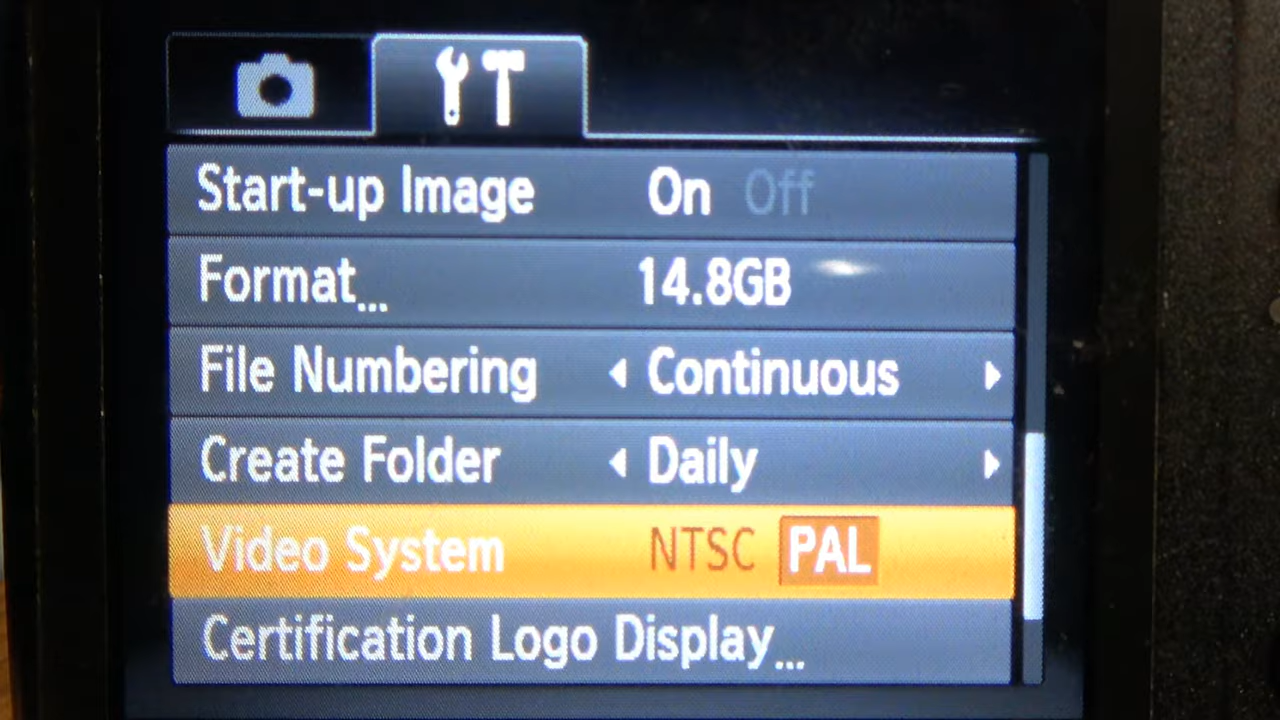 Start-up Image On Off
Format... 14.8GB
File Numbering Continuous
Create Folder Daily
Video System NTSC PAL
Certification Logo Display...